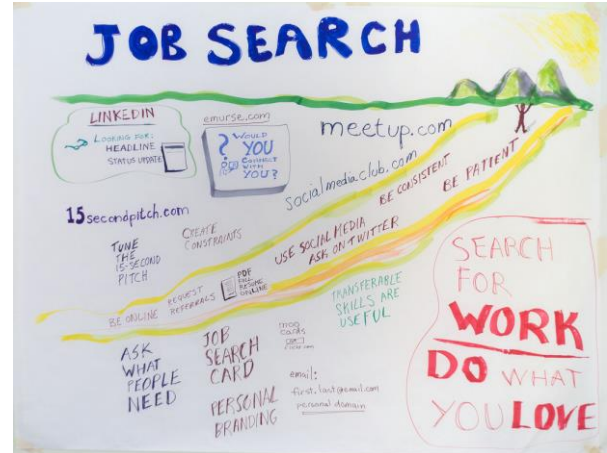 JOB SEARCH
LINKEDIN
LOOKING FOR:
HEADLINE
STATUS UPDATE
emurse.com
WOULD
YOU
CONNECT
WITH
YOU?
meetup.com
socialmediaclub.com
BE CONSISTENT
BE PATIENT
15secondpitch.com
TUNE
THE
15-SECOND
PITCH
CREATE
CONSTRAINTS
USE SOCIAL MEDIA
ASK ON TWITTER
BE ONLINE
REQUEST
REFERRALS
PDF
FULL
RESUME
ONLINE
TRANSFERABLE
SKILLS ARE
USEFUL
ASK
WHAT
PEOPLE
NEED
JOB
SEARCH
CARD
PERSONAL
BRANDING
moo
cards
email:
first.last@gmail.com
personal domain
SEARCH
FOR
WORK
DO WHAT
YOU LOVE